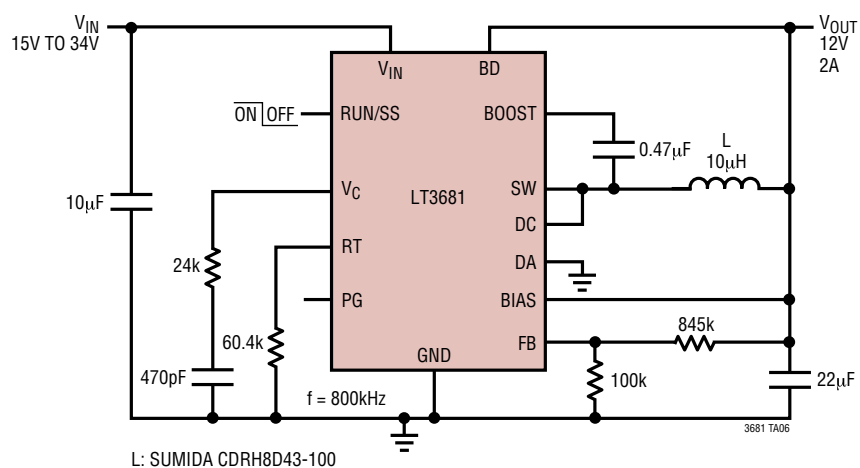 VIN
15V TO 34V
VOUT
12V
2A
VIN
BD
ON OFF
RUN/SS
BOOST
0.47µF
L
10µH
VC
LT3681
SW
10µF
DC
24k
RT
DA
PG
BIAS
60.4k
845k
FB
GND
470pF
f = 800kHz
100k
22µF
3681 TA06
L: SUMIDA CDRH8D43-100